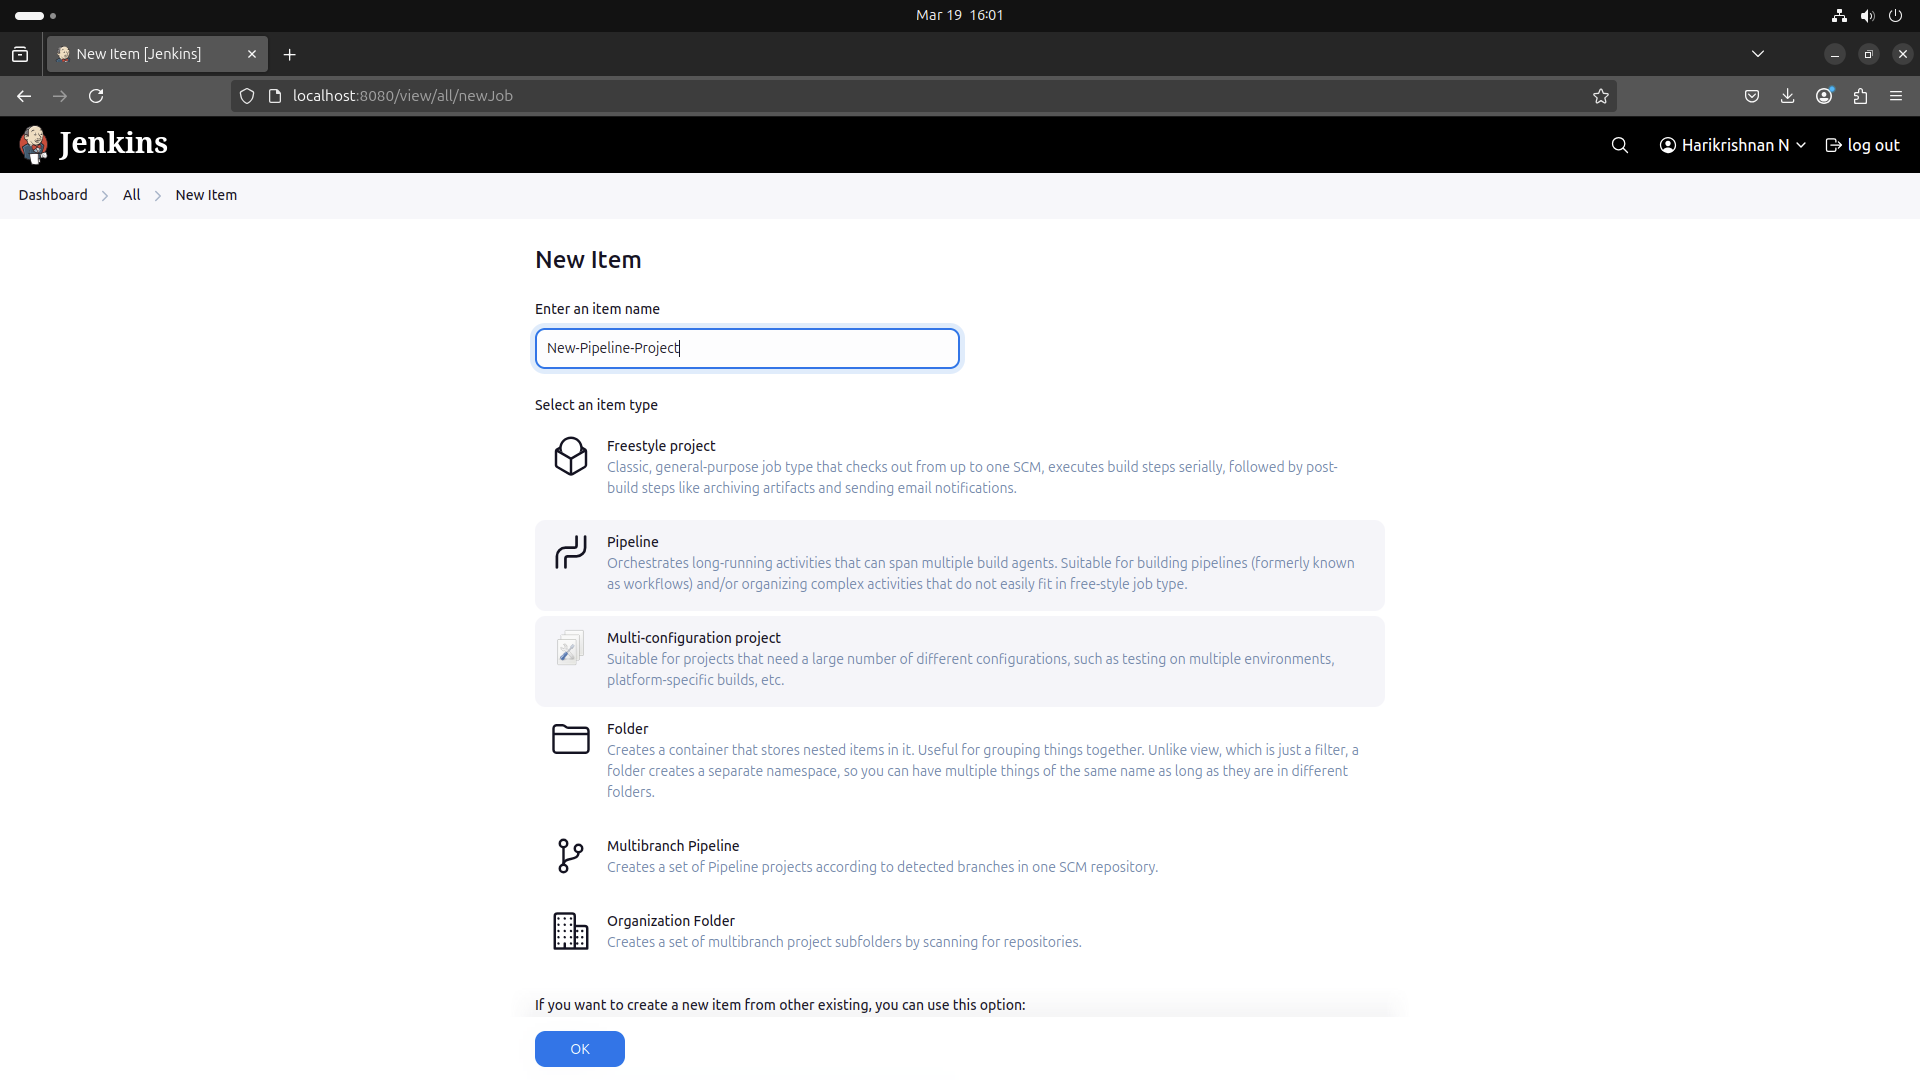 Mar 19 16:01
New Item [Jenkins]
localhost:8080/view/all/newJob
Jenkins
Harikrishnan N
log out
Dashboard
All
New Item
New Item
Enter an item name
New-Pipeline-Project
Select an item type
Freestyle project
Classic, general-purpose job type that checks out from up to one SCM, executes build steps serially, followed by post-
build steps like archiving artifacts and sending email notifications.
Pipeline
Orchestrates long-running activities that can span multiple build agents. Suitable for building pipelines (formerly known
as workflows) and/or organizing complex activities that do not easily fit in free-style job type.
Multi-configuration project
Suitable for projects that need a large number of different configurations, such as testing on multiple environments,
platform-specific builds, etc.
Folder
Creates a container that stores nested items in it. Useful for grouping things together. Unlike view, which is just a filter, a
folder creates a separate namespace, so you can have multiple things of the same name as long as they are in different
folders.
Multibranch Pipeline
Creates a set of Pipeline projects according to detected branches in one SCM repository.
Organization Folder
Creates a set of multibranch project subfolders by scanning for repositories.
If you want to create a new item from other existing, you can use this option:
OK